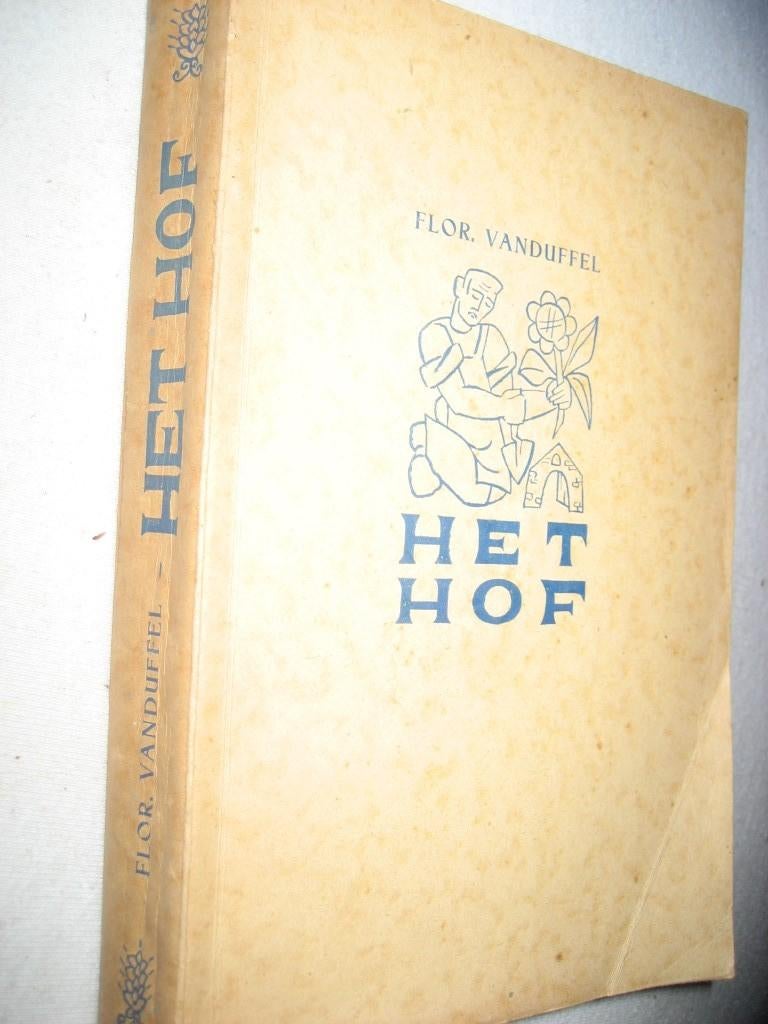 FLOR. VANDUFFEL
HET
HOF
FLOR. VANDUFFEL - HET HOF